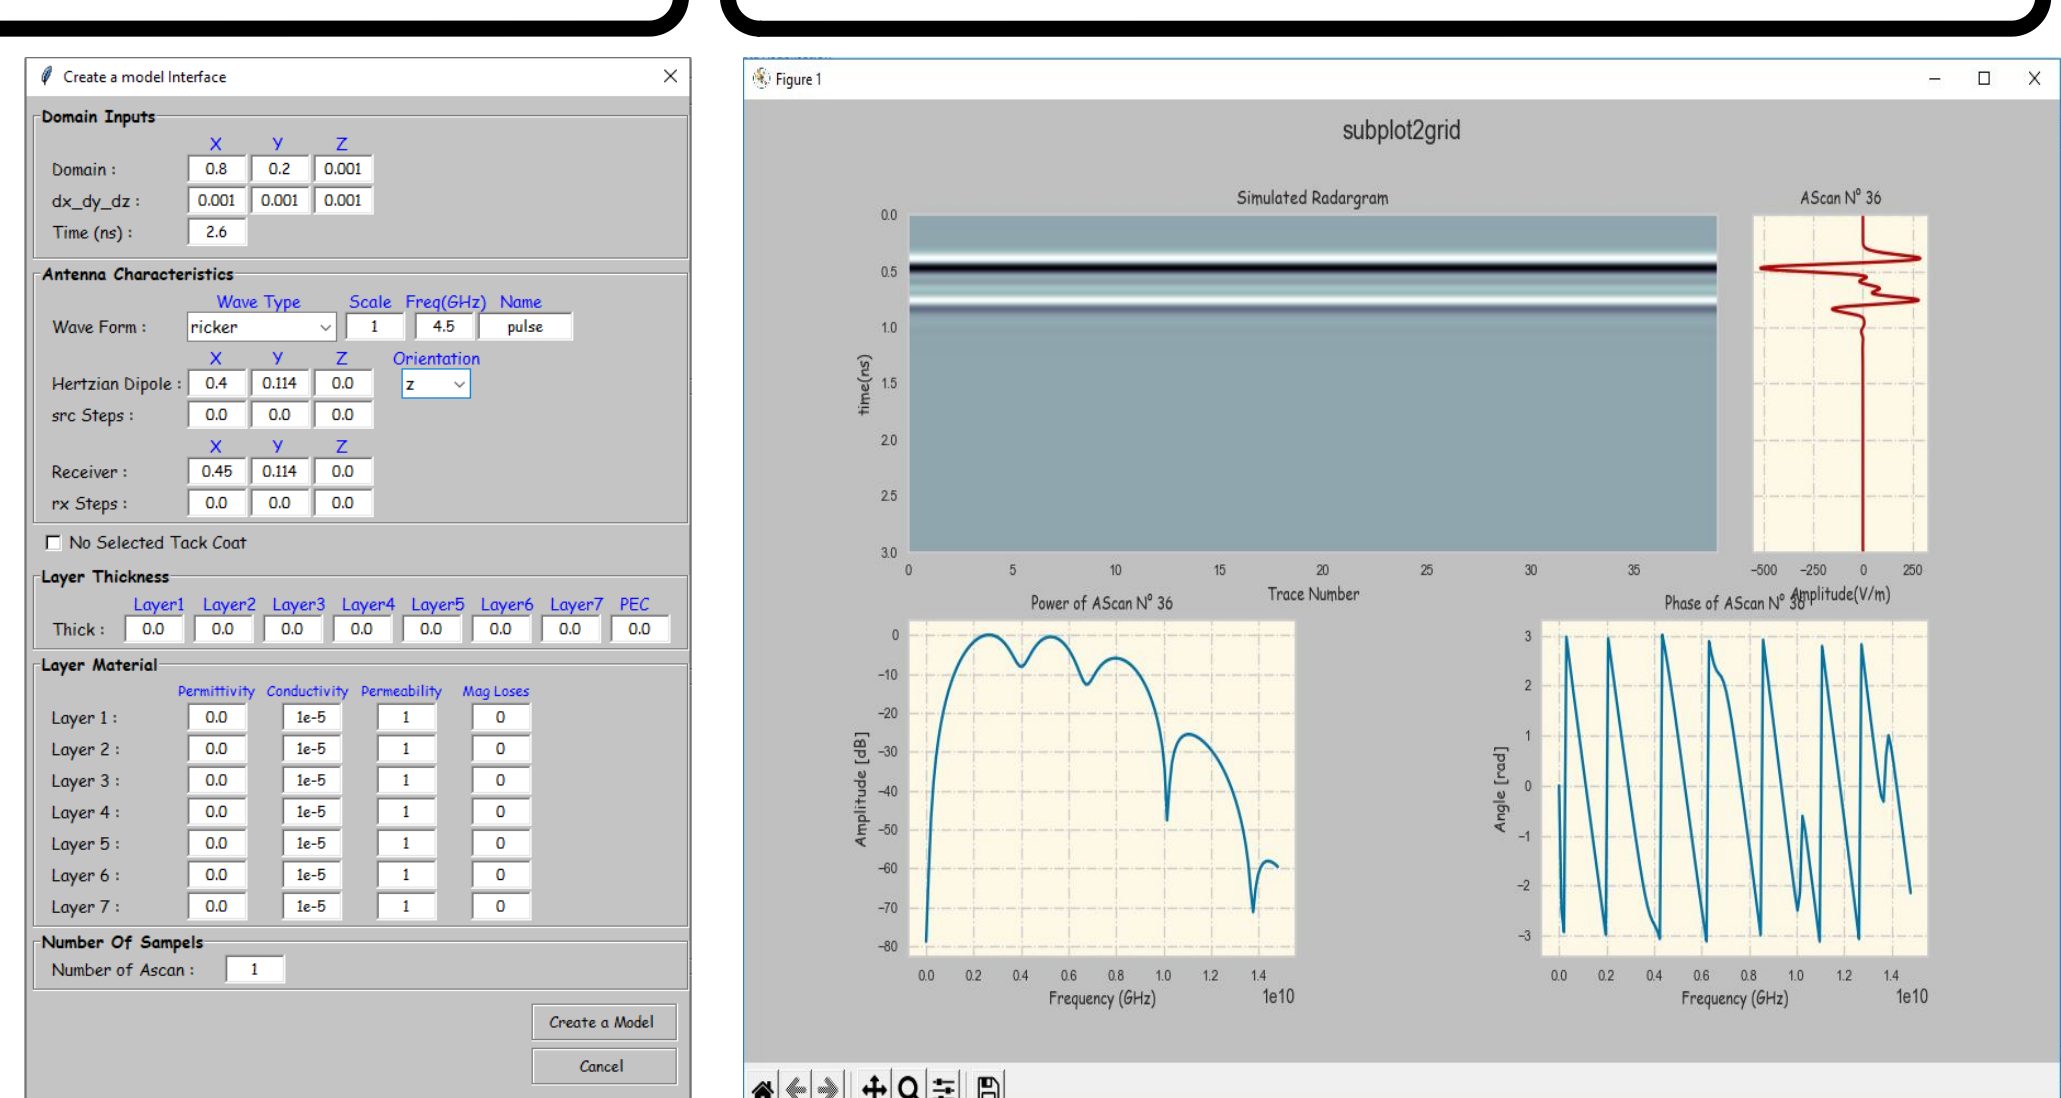 Create a model Interface
Domain Inputs
X Y Z
Domain : 0.8 0.2 0.001
dx_dy_dz : 0.001 0.001 0.001
Time (ns) : 2.6
Antenna Characteristics
Wave Type Scale Freq(GHz) Name
Wave Form : ricker 1 4.5 pulse
X Y Z Orientation
Hertzian Dipole : 0.4 0.114 0.0 z
src Steps : 0.0 0.0 0.0
X Y Z
Receiver : 0.45 0.114 0.0
rx Steps : 0.0 0.0 0.0
No Selected Tack Coat
Layer Thickness
Layer1 Layer2 Layer3 Layer4 Layer5 Layer6 Layer7 PEC
Thick : 0.0 0.0 0.0 0.0 0.0 0.0 0.0 0.0
Layer Material
Permittivity Conductivity Permeability Mag Loses
Layer 1 : 0.0 1e-5 1 0
Layer 2 : 0.0 1e-5 1 0
Layer 3 : 0.0 1e-5 1 0
Layer 4 : 0.0 1e-5 1 0
Layer 5 : 0.0 1e-5 1 0
Layer 6 : 0.0 1e-5 1 0
Layer 7 : 0.0 1e-5 1 0
Number Of Sampels
Number of Ascan : 1
Create a Model
Cancel
Figure 1
subplot2grid
Simulated Radargram
0.0
0.5
1.0
1.5
2.0
2.5
3.0
time(ns)
0 5 10 15 20 25 30 35
Trace Number
AScan N° 36
−500 −250 0 250
Amplitude(V/m)
Power of AScan N° 36
0
−10
−20
−30
−40
−50
−60
−70
−80
Amplitude [dB]
0.0 0.2 0.4 0.6 0.8 1.0 1.2 1.4
Frequency (GHz) 1e10
Phase of AScan N° 36
3
2
1
0
−1
−2
−3
Angle [rad]
0.0 0.2 0.4 0.6 0.8 1.0 1.2 1.4
Frequency (GHz) 1e10